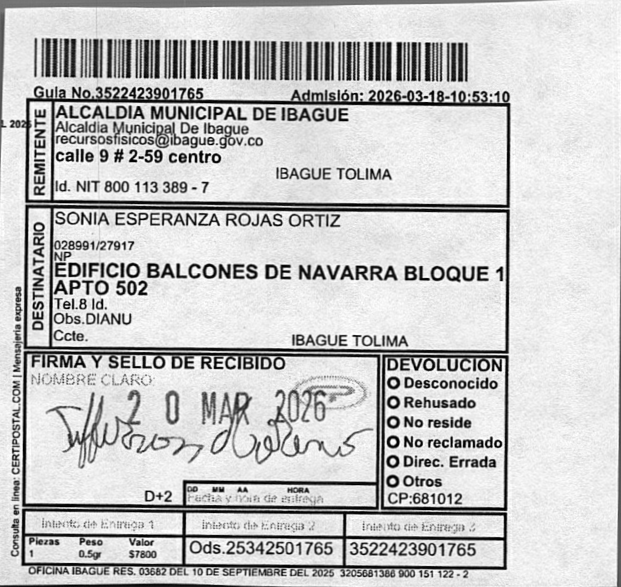 Guia No.3522423901765
Admisión: 2026-03-18-10:53:10
L 2025
REMITENTE
ALCALDIA MUNICIPAL DE IBAGUE
Alcaldia Municipal De Ibague
recursosfisicos@ibague.gov.co
calle 9 # 2-59 centro
IBAGUE TOLIMA
Id. NIT 800 113 389 - 7
DESTINATARIO
SONIA ESPERANZA ROJAS ORTIZ
028991/27917
NP
EDIFICIO BALCONES DE NAVARRA BLOQUE 1
APTO 502
Tel.8 Id.
Obs.DIANU
Ccte.
IBAGUE TOLIMA
Consulta en linea: CERTIPOSTAL.COM | Mensajeria expresa
FIRMA Y SELLO DE RECIBIDO
NOMBRE CLARO:
20 MAR 2026
D+2
DD MM AA HORA
Fecha y hora de entrega
DEVOLUCION
Desconocido
Rehusado
No reside
No reclamado
Direc. Errada
Otros
CP:681012
Intento de Entrega 1
Intento de Entrega 2
Intento de Entrega 3
Piezas Peso Valor
1 0.5gr $7800
Ods.25342501765
3522423901765
OFICINA IBAGUE RES. 03682 DEL 10 DE SEPTIEMBRE DEL 2025 3205681386 900 151 122 - 2